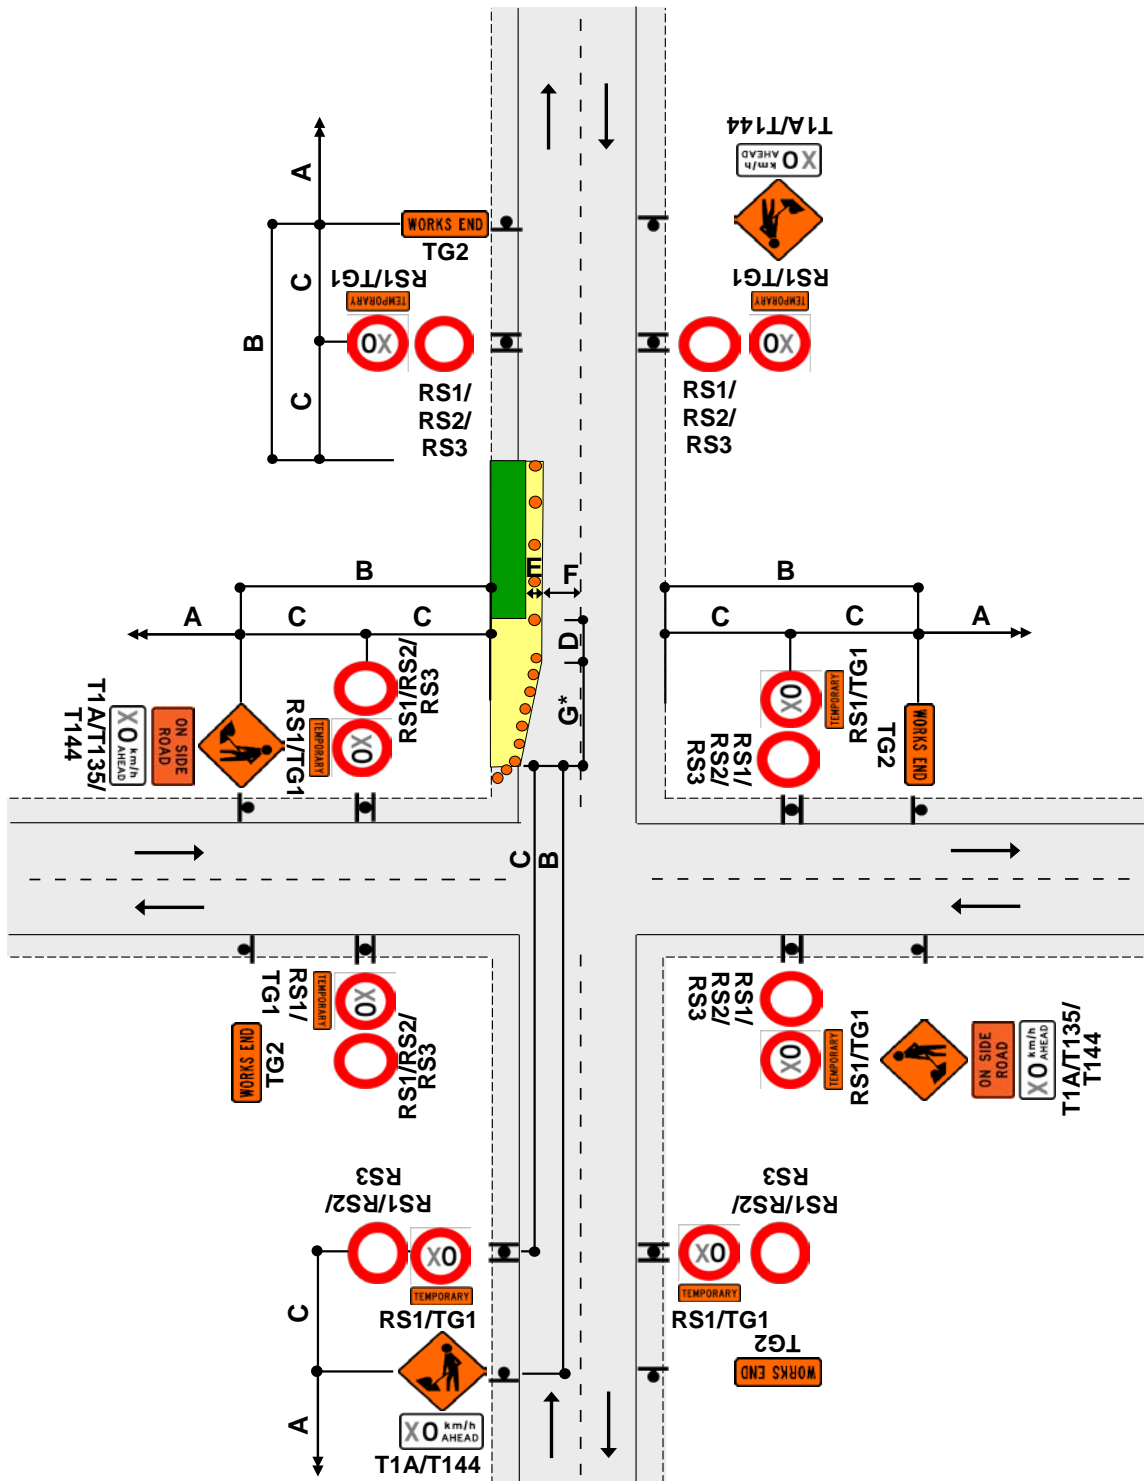 T1A/T144
X0 km/h
AHEAD
A
WORKS END
TG2
RS1/TG1
TEMPORARY
X0
C
B
C
RS1/
RS2/
RS3
RS1/TG1
TEMPORARY
X0
RS1/
RS2/
RS3
E
F
D
G*
B
A
C
C
RS1/RS2/
RS3
RS1/TG1
TEMPORARY
X0
T1A/T135/
T144
X0 km/h
AHEAD
ON SIDE
ROAD
B
C
C
A
RS1/TG1
TEMPORARY
X0
RS1/
RS2/
RS3
TG2
WORKS END
C
B
RS1/
TG1
TEMPORARY
X0
WORKS END
TG2
RS1/RS2/
RS3
RS1/
RS2/
RS3
RS1/TG1
TEMPORARY
X0
ON SIDE
ROAD
X0 km/h
AHEAD
T1A/T135/
T144
RS1/RS2/
RS3
X0
TEMPORARY
RS1/TG1
C
A
X0 km/h
AHEAD
T1A/T144
RS1/RS2/
RS3
X0
TEMPORARY
RS1/TG1
TG2
WORKS END